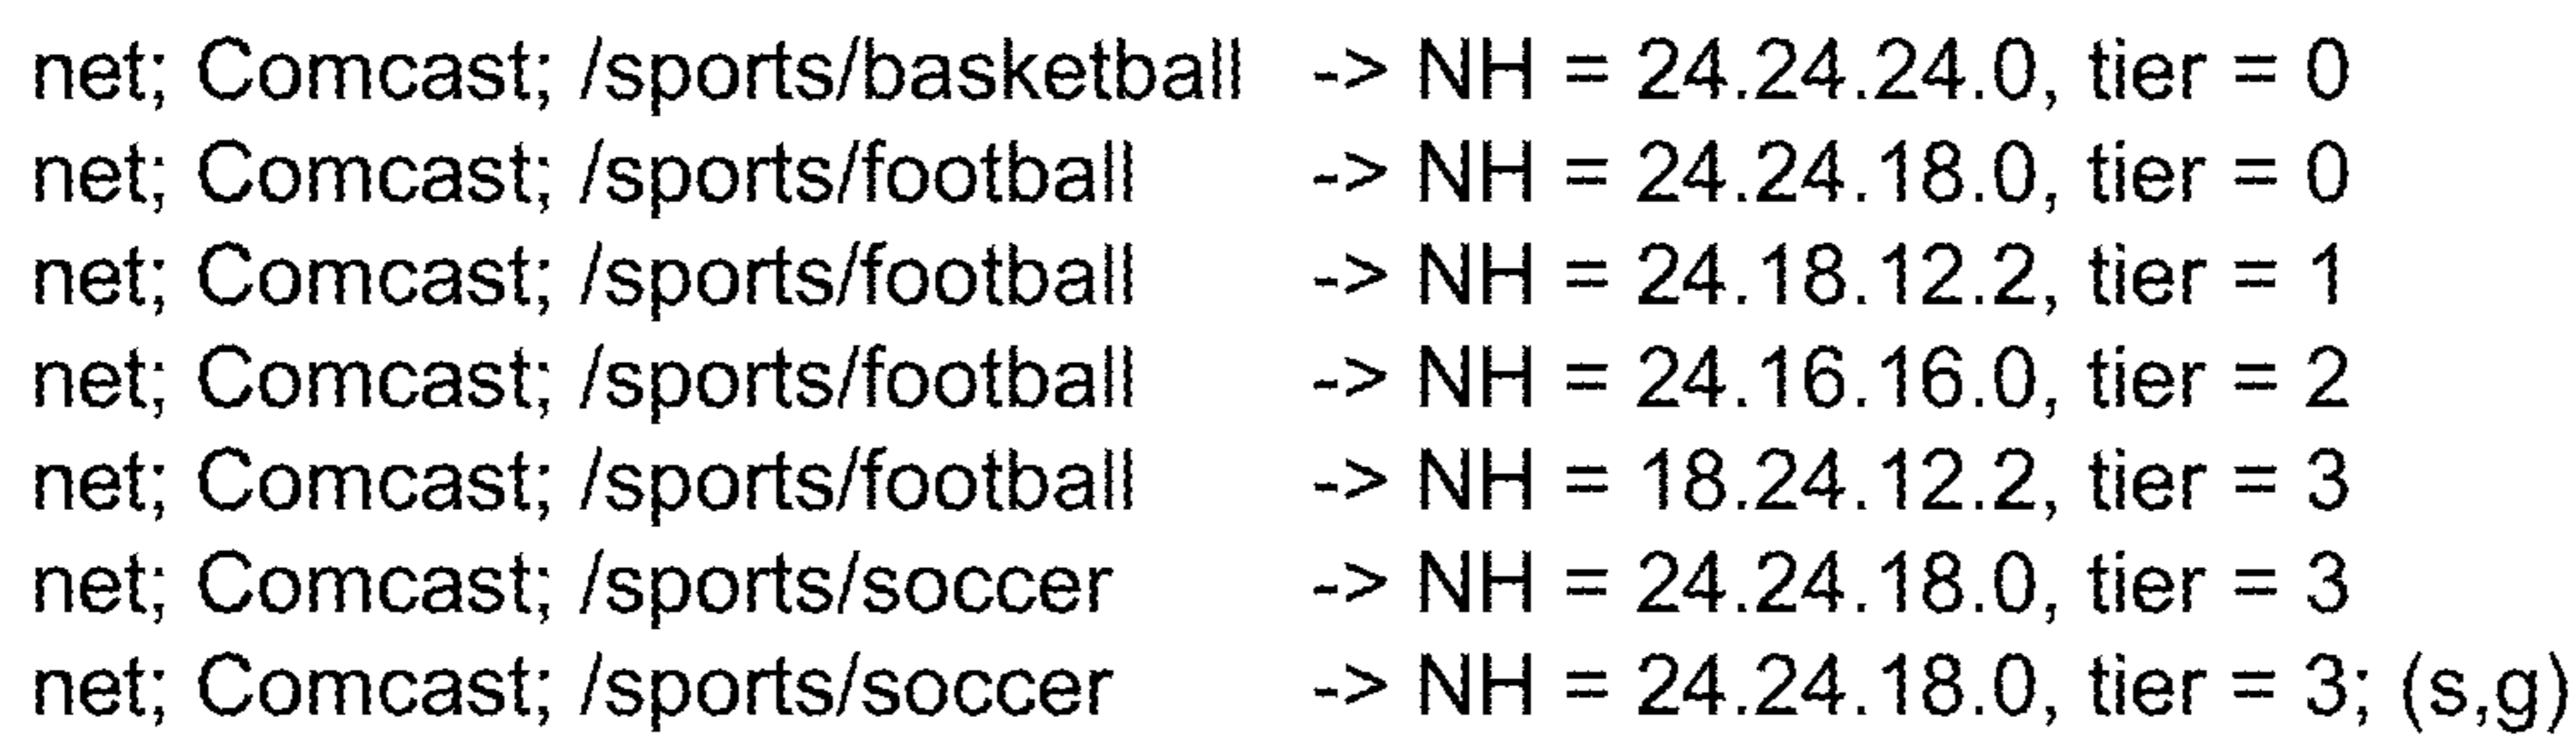 net; Comcast; /sports/basketball -> NH = 24.24.24.0, tier = 0
net; Comcast; /sports/football -> NH = 24.24.18.0, tier = 0
net; Comcast; /sports/football -> NH = 24.18.12.2, tier = 1
net; Comcast; /sports/football -> NH = 24.16.16.0, tier = 2
net; Comcast; /sports/football -> NH = 18.24.12.2, tier = 3
net; Comcast; /sports/soccer -> NH = 24.24.18.0, tier = 3
net; Comcast; /sports/soccer -> NH = 24.24.18.0, tier = 3; (s,g)